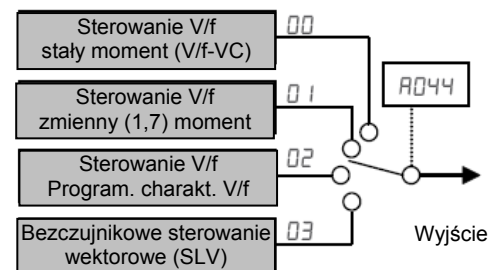 Sterowanie V/f
stały moment (V/f-VC)
00
Sterowanie V/f
zmienny (1,7) moment
01
A044
Sterowanie V/f
Program. charakt. V/f
02
Bezczujnikowe sterowanie
wektorowe (SLV)
03
Wyjście